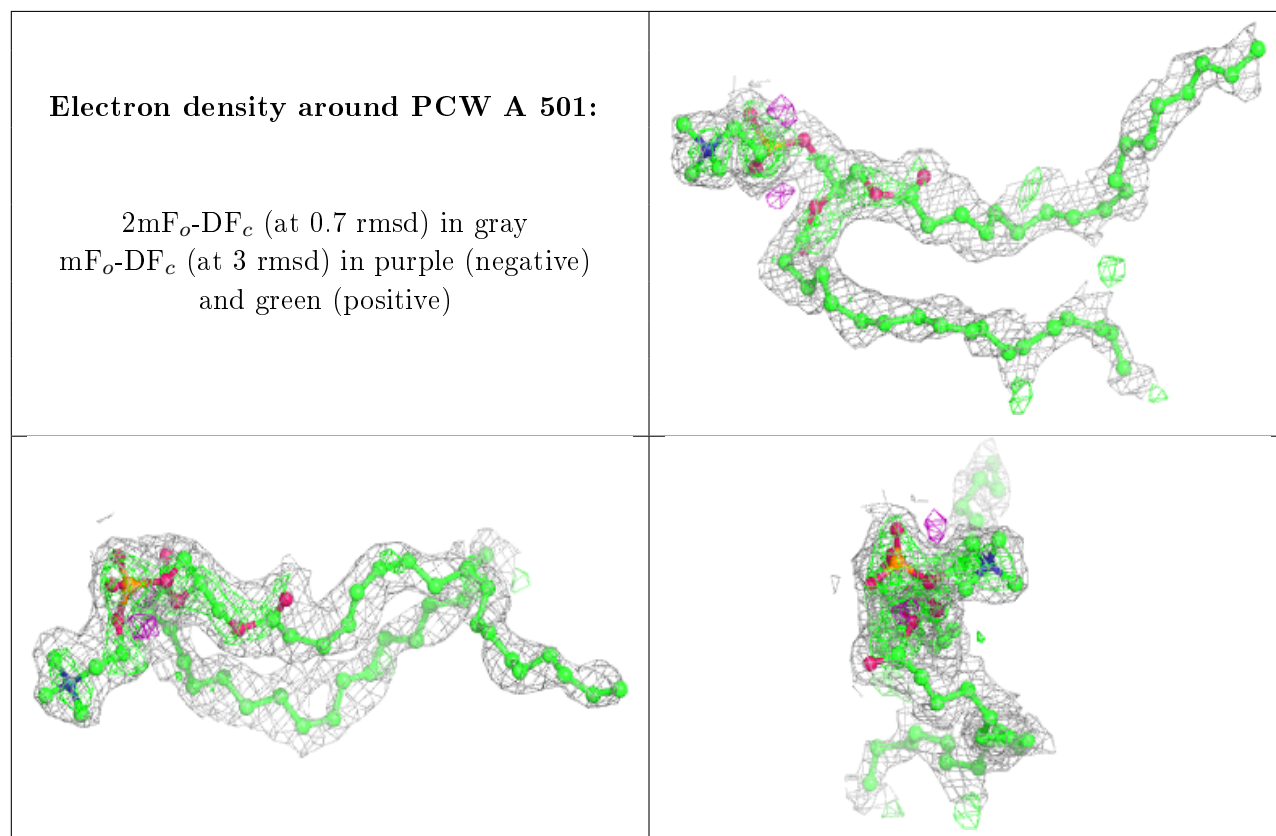 Electron density around PCW A 501:
2mFₒ-DF𝒸 (at 0.7 rmsd) in gray
mFₒ-DF𝒸 (at 3 rmsd) in purple (negative)
and green (positive)